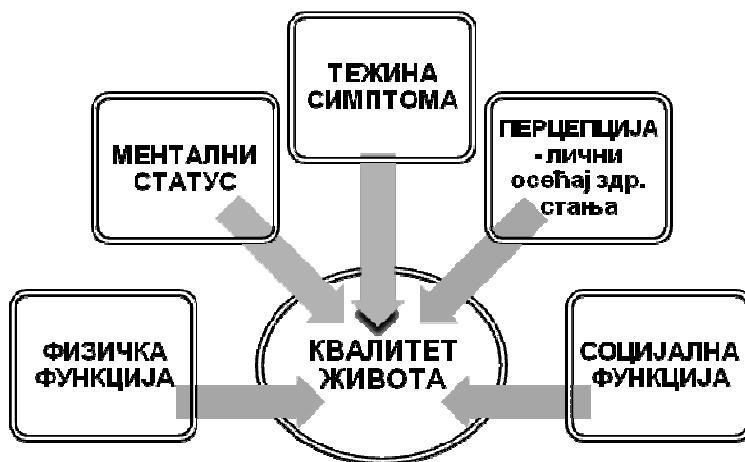 ТЕЖИНА
СИМПТОМА
МЕНТАЛНИ
СТАТУС
ПЕРЦЕПЦИЈА
- лични
осећај здр.
стања
ФИЗИЧКА
ФУНКЦИЈА
КВАЛИТЕТ
ЖИВОТА
СОЦИЈАЛНА
ФУНКЦИЈА